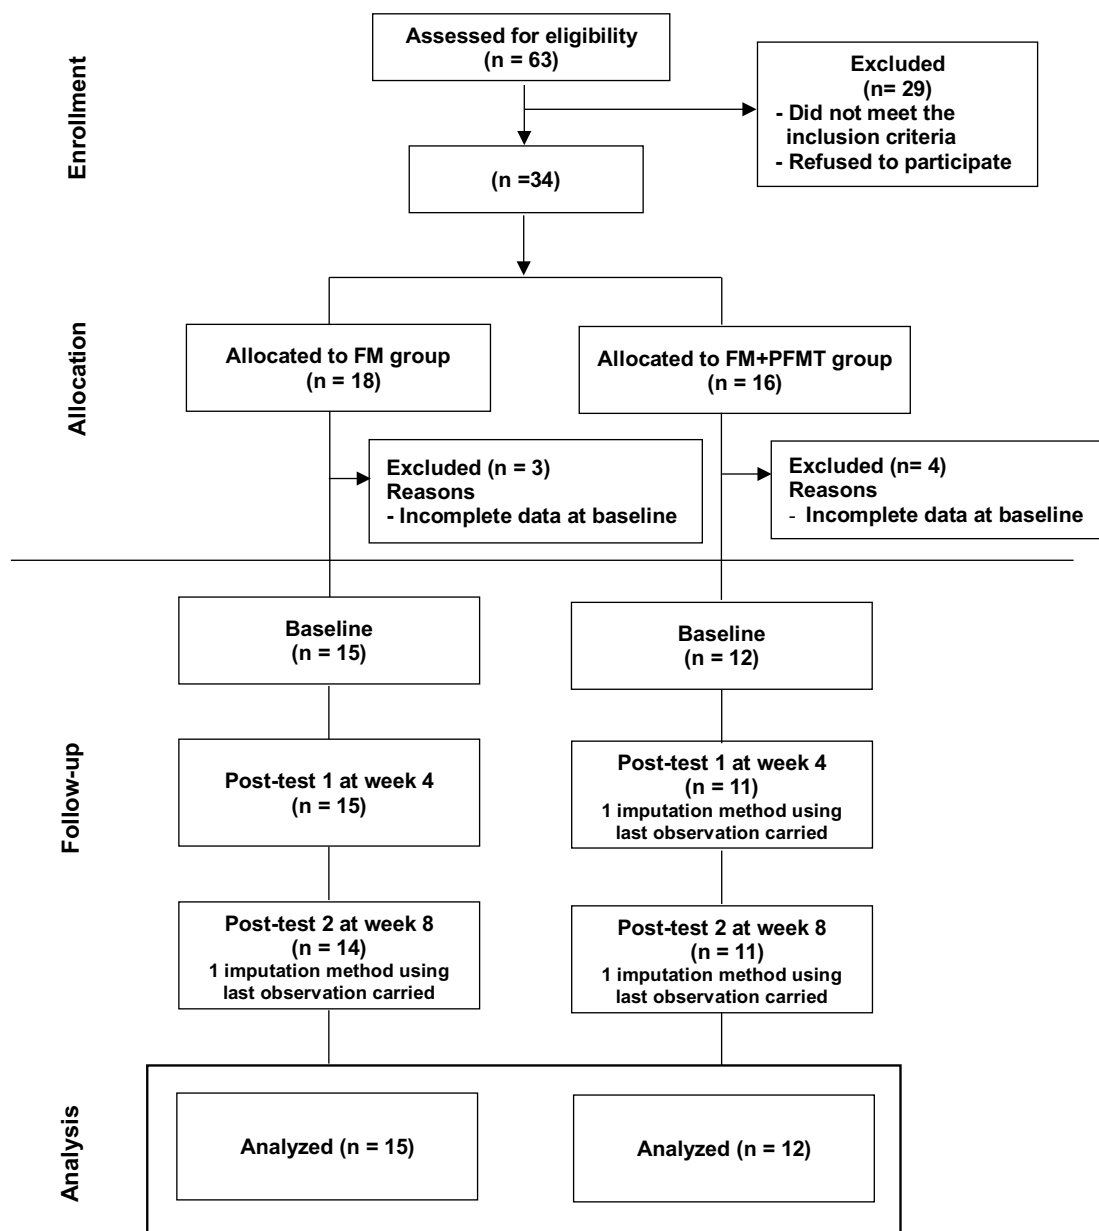 Enrollment
Assessed for eligibility
(n = 63)
Excluded
(n= 29)
- Did not meet the
inclusion criteria
- Refused to participate
(n =34)
Allocation
Allocated to FM group
(n = 18)
Allocated to FM+PFMT group
(n = 16)
Excluded (n = 3)
Reasons
- Incomplete data at baseline
Excluded (n= 4)
Reasons
- Incomplete data at baseline
Follow-up
Baseline
(n = 15)
Baseline
(n = 12)
Post-test 1 at week 4
(n = 15)
Post-test 1 at week 4
(n = 11)
1 imputation method using
last observation carried
Post-test 2 at week 8
(n = 14)
1 imputation method using
last observation carried
Post-test 2 at week 8
(n = 11)
1 imputation method using
last observation carried
Analysis
Analyzed (n = 15)
Analyzed (n = 12)